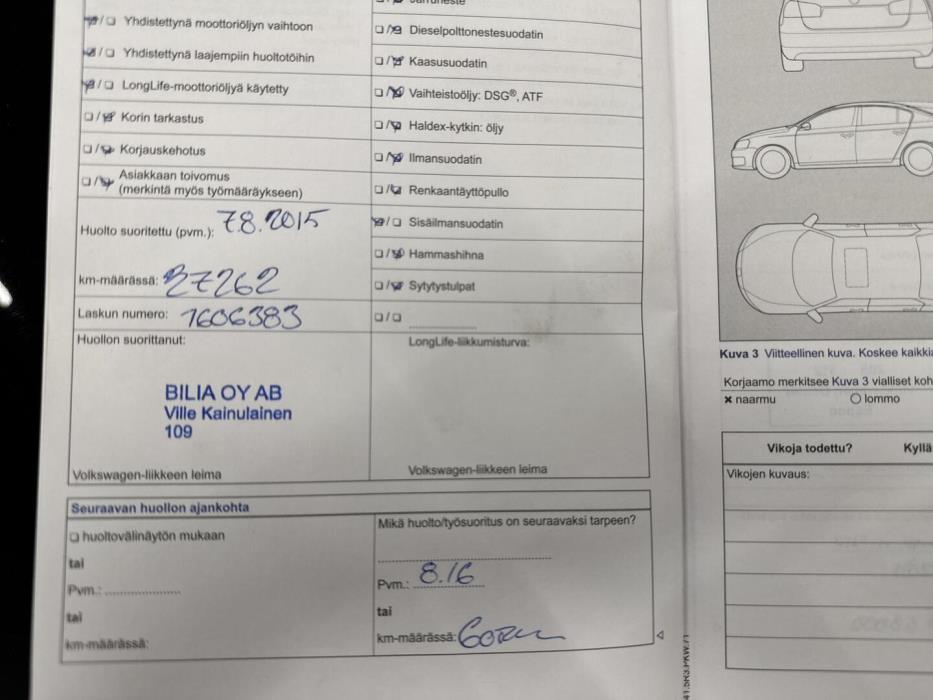 ☒/☐ Yhdistettynä moottoriöljyn vaihtoon
☒/☐ Yhdistettynä laajempiin huoltotöihin
☒/☐ LongLife-moottoriöljyä käytetty
☐/☒ Korin tarkastus
☐/☒ Korjauskehotus
☐/☒ Asiakkaan toivomus
(merkintä myös työmääräykseen)
Huolto suoritettu (pvm.): 7.8.2015
km-määrässä: 37262
Laskun numero: 1606383
Huollon suorittanut:
BILIA OY AB
Ville Kainulainen
109
Volkswagen-liikkeen leima
☐/☒ Dieselpolttonestesuodatin
☐/☒ Kaasusuodatin
☐/☒ Vaihteistoöljy: DSG®, ATF
☐/☒ Haldex-kytkin: öljy
☐/☒ Ilmansuodatin
☐/☒ Renkaantäyttöpullo
☒/☐ Sisäilmansuodatin
☐/☒ Hammashihna
☐/☒ Sytytystulpat
☐/☐
LongLife-liikkumisturva:
Volkswagen-liikkeen leima
Seuraavan huollon ajankohta
☐ huoltovälinäytön mukaan
tai
Pvm.:
tai
km-määrässä:
Mikä huolto/työsuoritus on seuraavaksi tarpeen?
Pvm.: 8.16
tai
km-määrässä:
Kuva 3 Viitteellinen kuva. Koskee
Korjaamo merkitsee Kuva 3 vialliset
✖ naarmu ○ lommo
Vikoja todettu? Kyllä
Vikojen kuvaus: